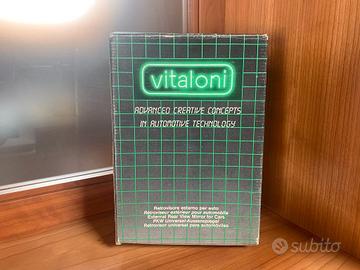 vitaloni
ADVANCED CREATIVE CONCEPTS
IN AUTOMOTIVE TECHNOLOGY
Retrovisore esterno per auto
Rétroviseur extérieur pour automobile
External Rear View Mirror for Cars
PKW Universal-Aussenspiegel
Retrovisor universal para automóviles
subito